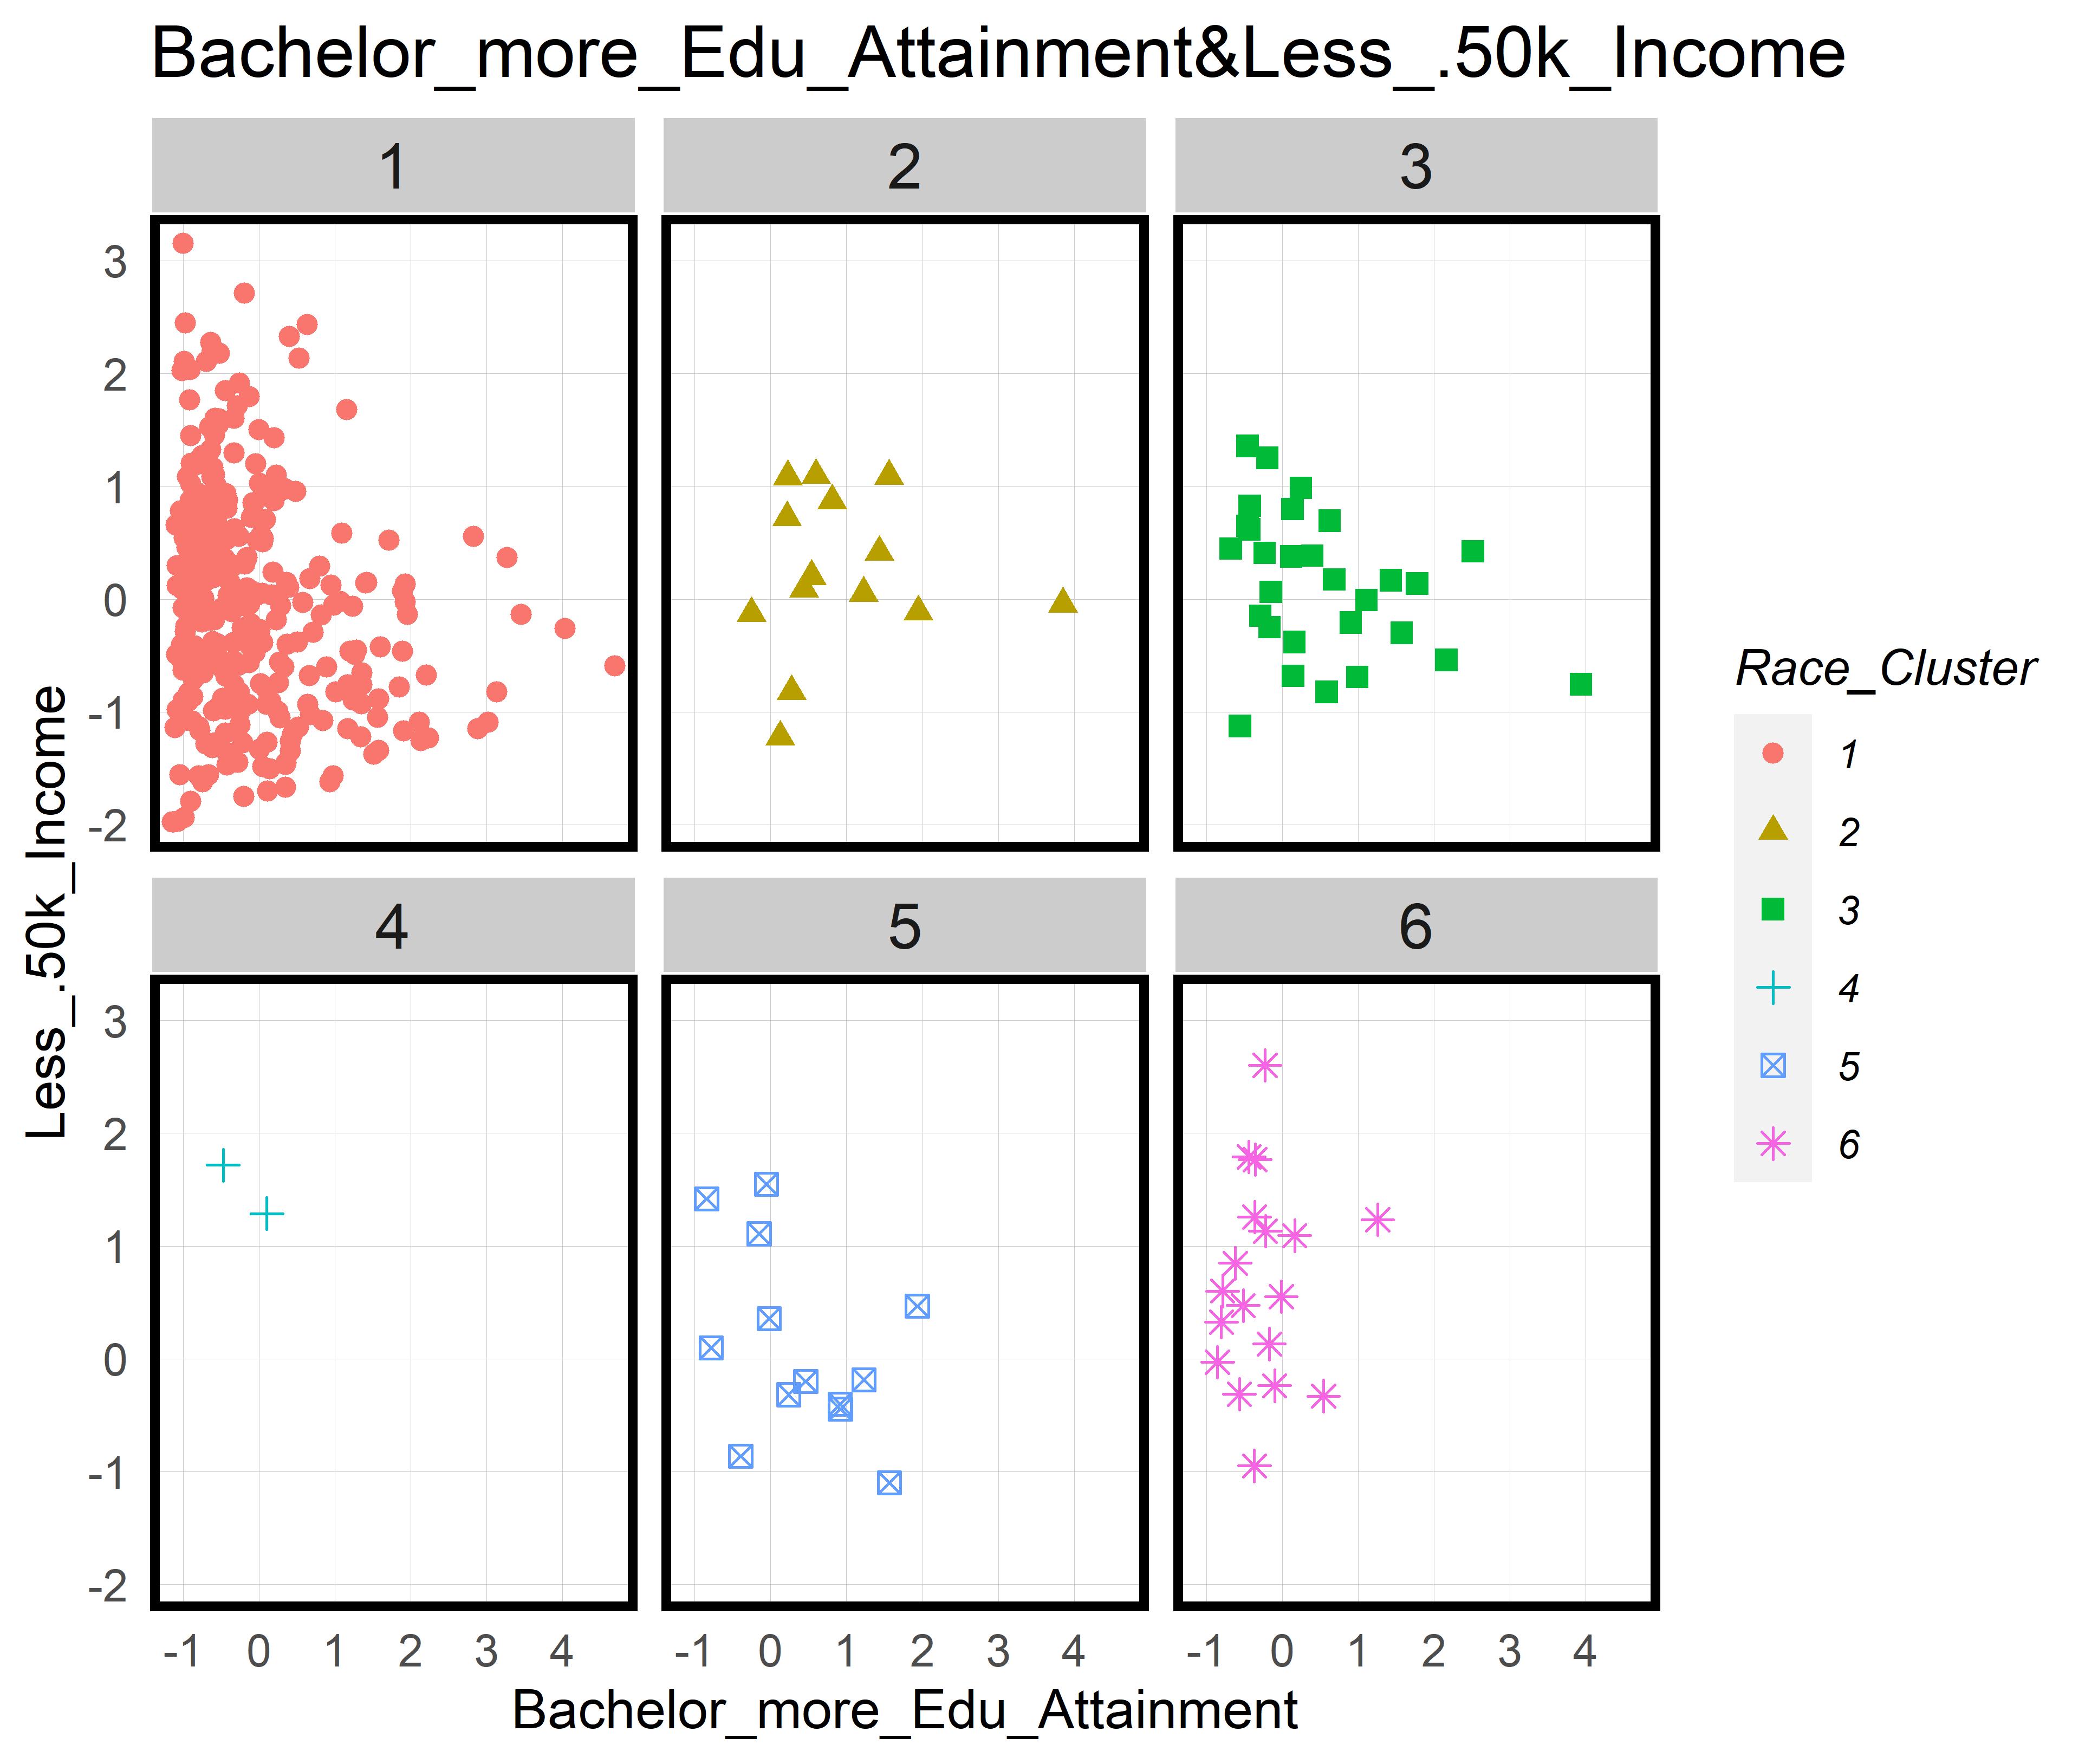 Bachelor_more_Edu_Attainment&Less_.50k_Income
1 2 3
3
2
1
0
-1
-2
4 5 6
3
2
1
0
-1
-2
-1 0 1 2 3 4 -1 0 1 2 3 4 -1 0 1 2 3 4
Bachelor_more_Edu_Attainment
Less_.50k_Income
Race_Cluster
1
2
3
4
5
6